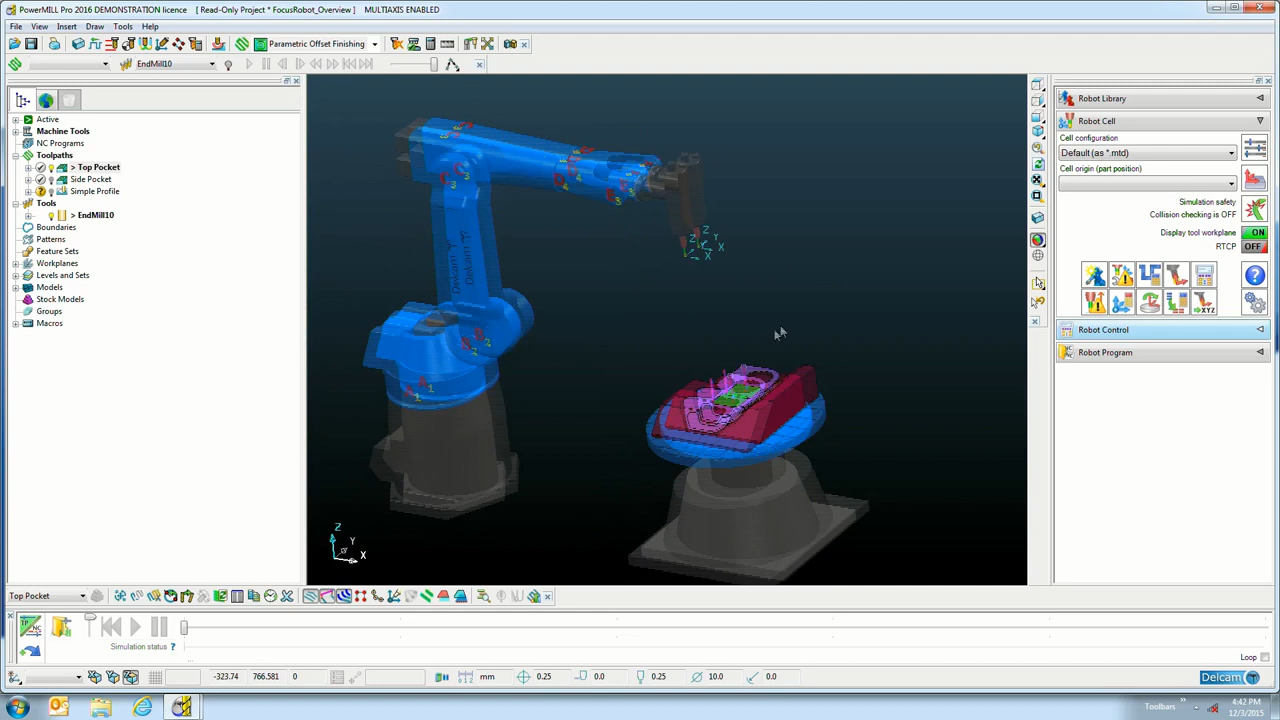 PowerMILL Pro 2016 DEMONSTRATION licence [ Read-Only Project * FocusRobot_Overview ] MULTIAXIS ENABLED
File View Insert Draw Tools Help
Parametric Offset Finishing
EndMill10
Active
Machine Tools
NC Programs
Toolpaths
> Top Pocket
Side Pocket
Simple Profile
Tools
> EndMill10
Boundaries
Patterns
Feature Sets
Workplanes
Levels and Sets
Models
Stock Models
Groups
Macros
Delcam
Delcam
Z
Y
X
Z
X
Z
Y
X
Robot Library
Robot Cell
Cell configuration
Default (as *.mtd)
Cell origin (part position)
Simulation safety
Collision checking is OFF
Display tool workplane ON
RTCP OFF
XYZ
Robot Control
Robot Program
Top Pocket
Simulation status ?
Loop
-323.74 766.581 0 mm 0.25 0.0 0.25 10.0 0.0
Delcam
Toolbars
4:42 PM
12/3/2015